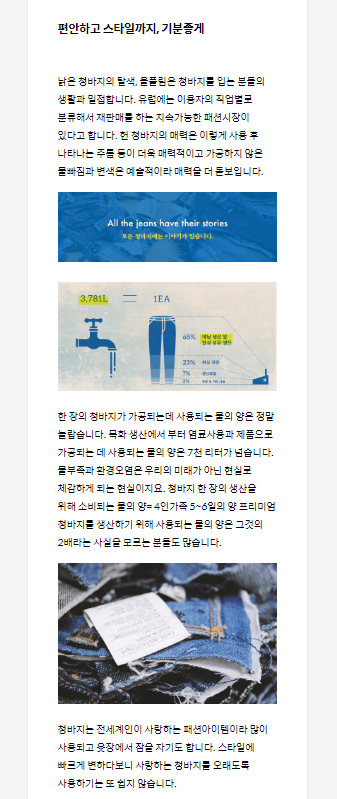 편안하고 스타일까지, 기분좋게
낡은 청바지의 탈색, 올풀림은 청바지를 입는 분들의
생활과 밀접합니다. 유럽에는 이용자의 직업별로
분류해서 재판매를 하는 지속가능한 패션시장이
있다고 합니다. 헌 청바지의 매력은 이렇게 사용 후
나타나는 주름 등이 더욱 매력적이고 가공하지 않은
물빠짐과 변색은 예술적이라 매력을 더 돋보입니다.
All the jeans have their stories
모든 청바지에는 이야기가 있습니다.
3,781L = 1EA
68%
23%
7%
2%
한 장의 청바지가 가공되는데 사용되는 물의 양은 정말
놀랍습니다. 목화 생산에서 부터 염료사용과 제품으로
가공되는 데 사용되는 물의 양은 7천 리터가 넘습니다.
물부족과 환경오염은 우리의 미래가 아닌 현실로
체감하게 되는 현실이지요. 청바지 한 장의 생산을
위해 소비되는 물의 양= 4인가족 5~6일의 양 프리미엄
청바지를 생산하기 위해 사용되는 물의 양은 그것의
2배라는 사실을 모르는 분들도 많습니다.
청바지는 전세계인이 사랑하는 패션아이템이라 많이
사용되고 옷장에서 잠을 자기도 합니다. 스타일에
빠르게 변하다보니 사랑하는 청바지를 오래도록
사용하기는 또 쉽지 않습니다.